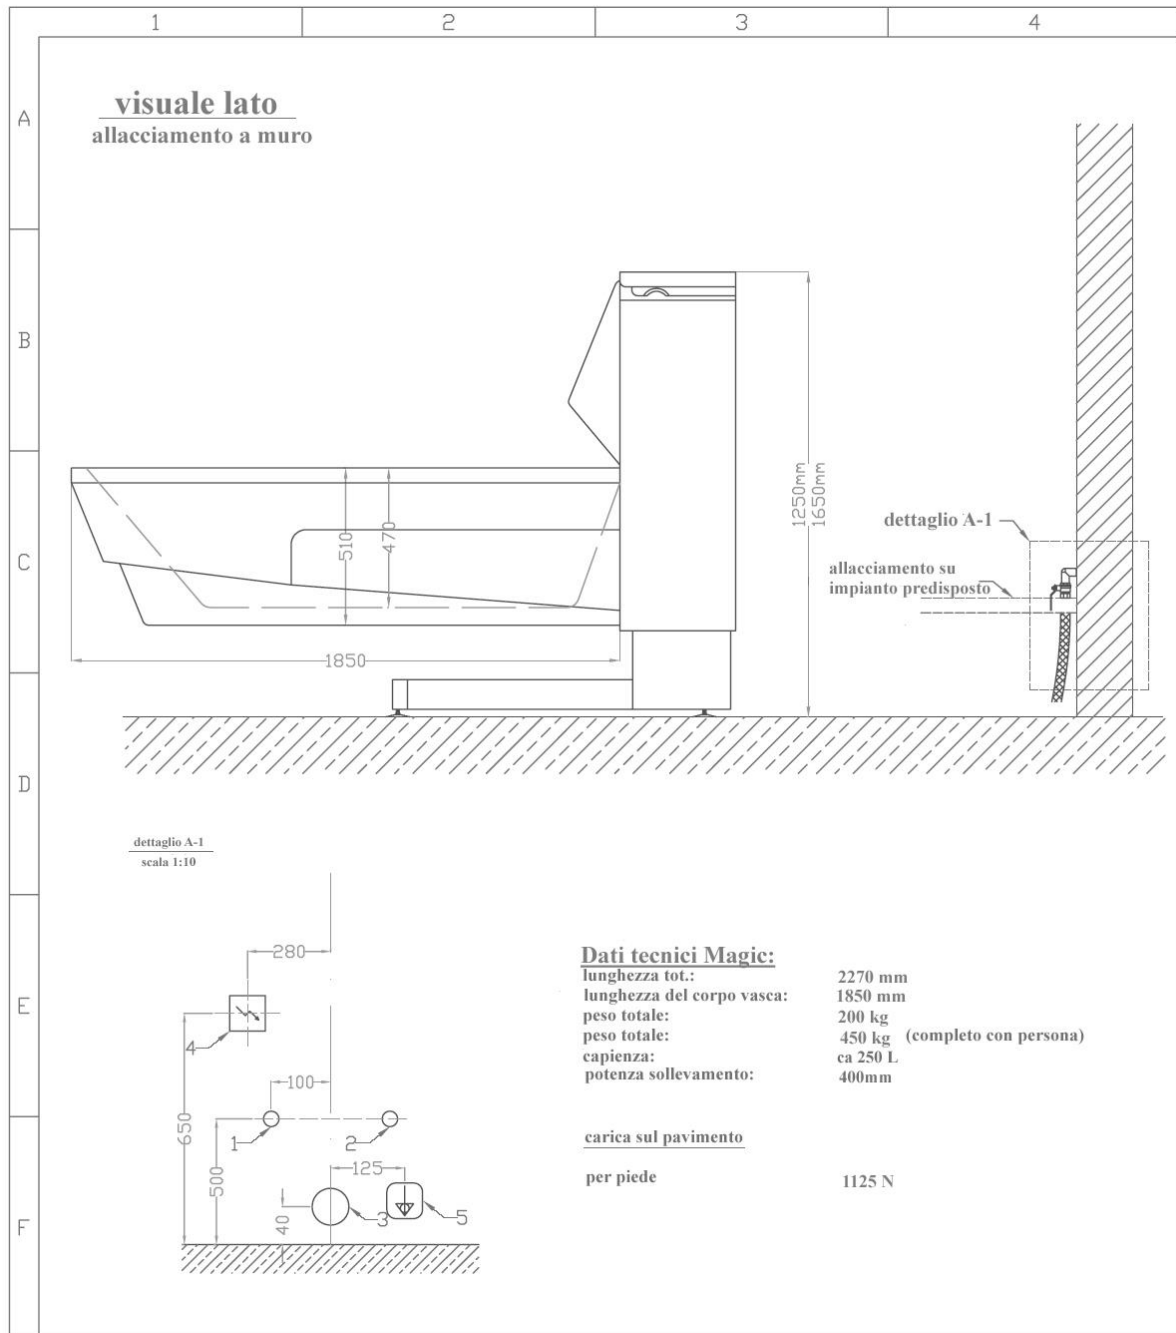 1 2 3 4
A
visuale lato
allacciamento a muro
B
C
1250mm
1650mm
510
470
1850
dettaglio A-1
allacciamento su
impianto predisposto
D
dettaglio A-1
scala 1:10
E
280
4
650
100
1
2
500
125
3
5
40
F
Dati tecnici Magic:
lunghezza tot.: 2270 mm
lunghezza del corpo vasca: 1850 mm
peso totale: 200 kg
peso totale: 450 kg (completo con persona)
capienza: ca 250 L
potenza sollevamento: 400mm
carica sul pavimento
per piede 1125 N